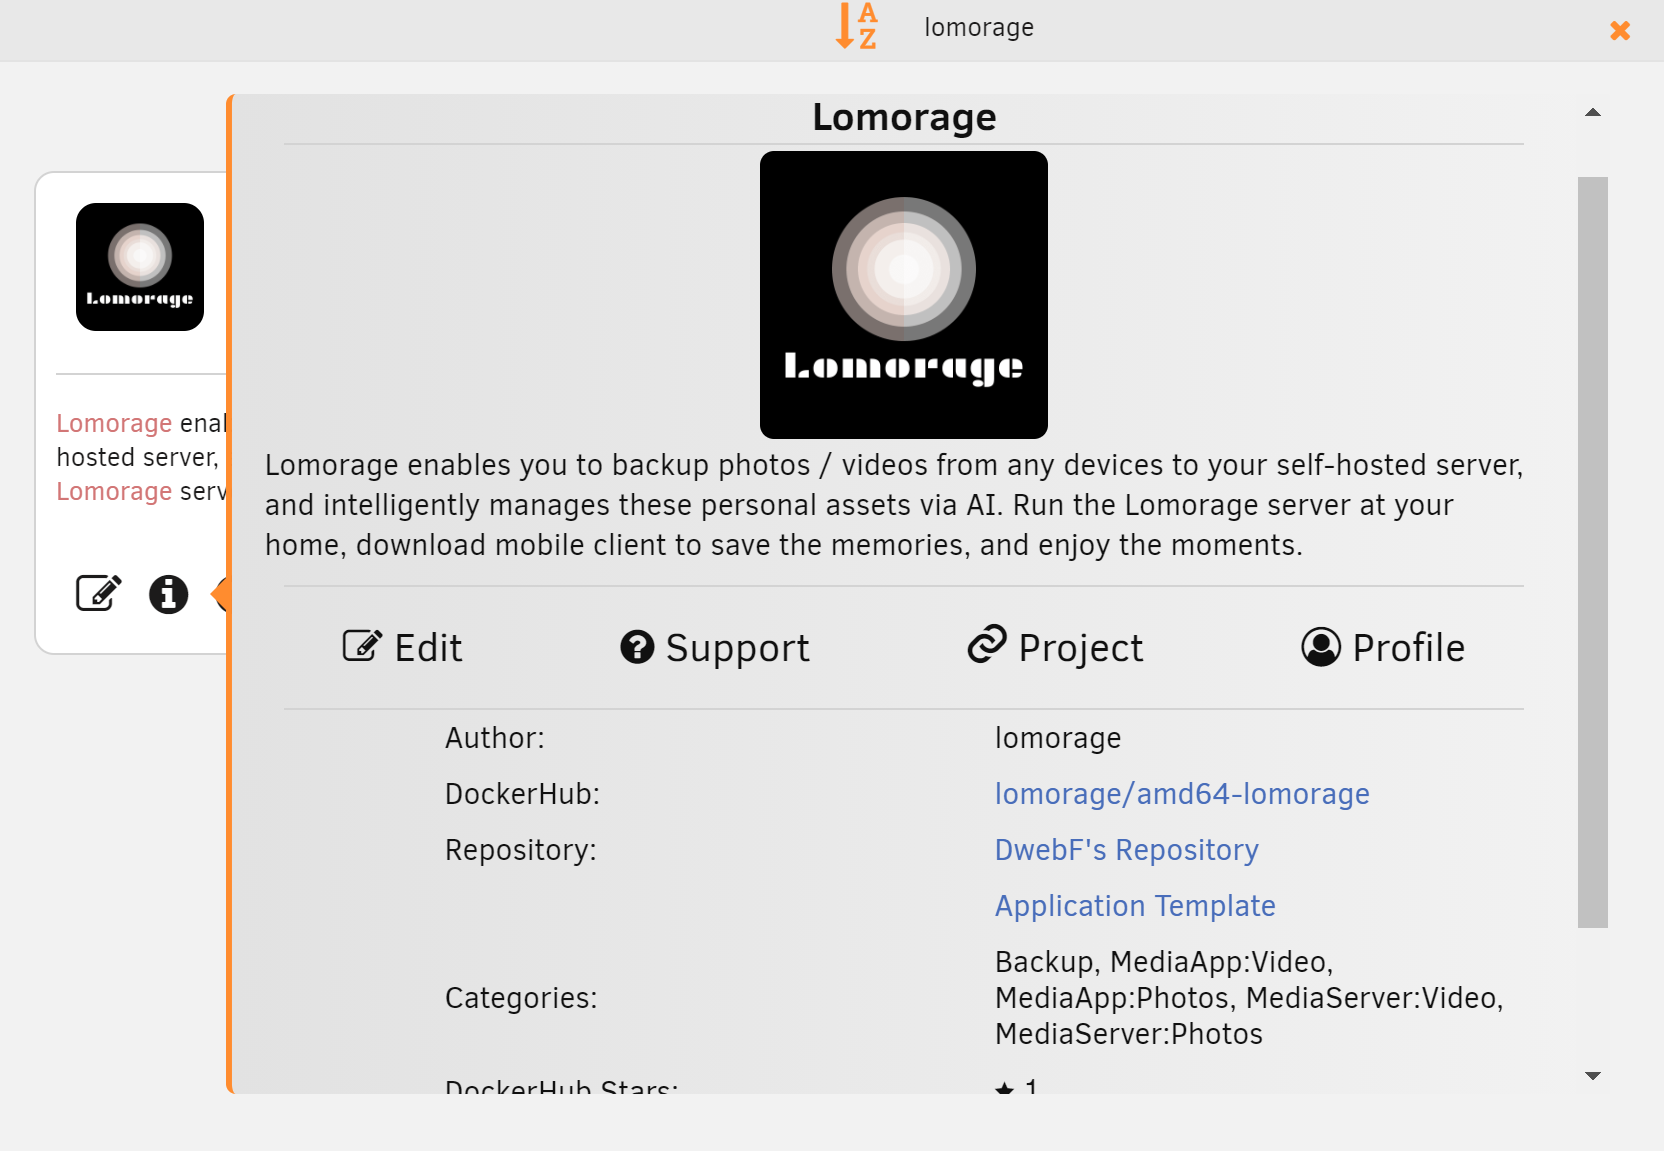 A
Z
lomorage
Lomorage
Lomorage
Lomorage
Lomorage
hosted server,
Lomorage
Lomorage enables you to backup photos / videos from any devices to your self-hosted server,
and intelligently manages these personal assets via AI. Run the Lomorage server at your
home, download mobile client to save the memories, and enjoy the moments.
Edit Support Project Profile
Author: lomorage
DockerHub: lomorage/amd64-lomorage
Repository: DwebF's Repository
Application Template
Categories: Backup, MediaApp:Video,
MediaApp:Photos, MediaServer:Video,
MediaServer:Photos
DockerHub Stars: ★ 1